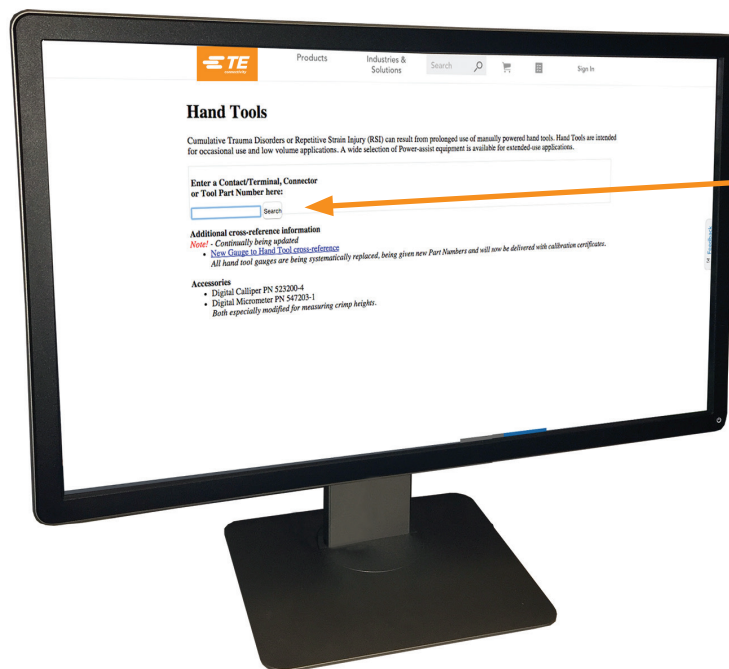 TE
connectivity
Products
Industries &
Solutions
Search
Sign In
Hand Tools
Cumulative Trauma Disorders or Repetitive Strain Injury (RSI) can result from prolonged use of manually powered hand tools. Hand Tools are intended
for occasional use and low volume applications. A wide selection of Power-assist equipment is available for extended-use applications.
Enter a Contact/Terminal, Connector
or Tool Part Number here:
Search
Additional cross-reference information
Note! - Continually being updated
• New Gauge to Hand Tool cross-reference
All hand tool gauges are being systematically replaced, being given new Part Numbers and will sow be delivered with calibration certificates.
Accessories
• Digital Calliper PN 523200-4
• Digital Micrometer PN 547203-1
Both especially modified for measuring crimp heights.
Feedback